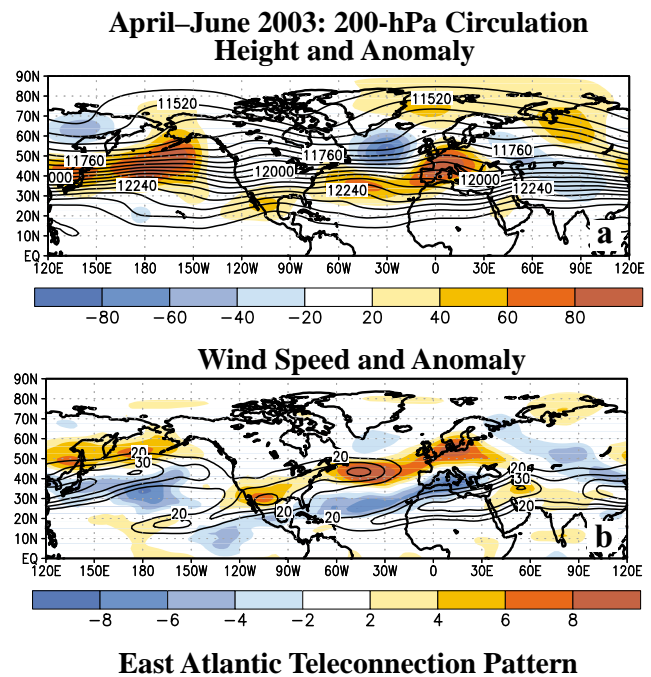 April–June 2003: 200-hPa Circulation
Height and Anomaly
90N
80N
70N
60N
50N
40N
30N
20N
10N
EQ
11520
11520
11760
11760
11760
000
12000
12000
12240
12240
12240
a
120E 150E 180 150W 120W 90W 60W 30W 0 30E 60E 90E 120E
−80 −60 −40 −20 20 40 60 80
Wind Speed and Anomaly
90N
80N
70N
60N
50N
40N
30N
20N
10N
EQ
20
30
20
20
20
20
20
30
20
b
120E 150E 180 150W 120W 90W 60W 30W 0 30E 60E 90E 120E
−8 −6 −4 −2 2 4 6 8
East Atlantic Teleconnection Pattern